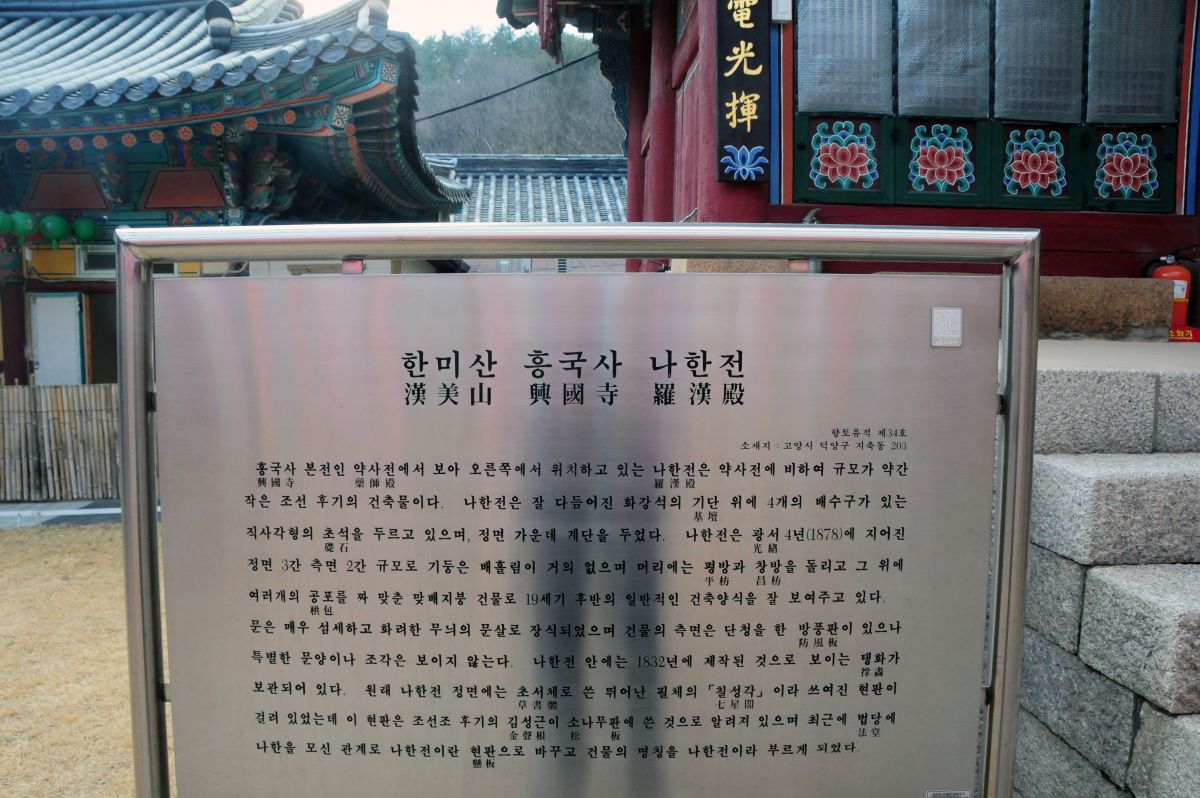 電光揮
한미산 흥국사 나한전
漢美山 興國寺 羅漢殿
향토유적 제34호
소재지 : 고양시 덕양구 지축동 203
흥국사 본전인 약사전에서 보아 오른쪽에서 위치하고 있는 나한전은 약사전에 비하여 규모가 약간
興國寺 藥師殿 羅漢殿
작은 조선 후기의 건축물이다. 나한전은 잘 다듬어진 화강석의 기단 위에 4개의 배수구가 있는
基壇
직사각형의 초석을 두르고 있으며, 정면 가운데 계단을 두었다. 나한전은 광서 4년(1878)에 지어진
礎石 光緖
정면 3간 측면 2간 규모로 기둥은 배흘림이 거의 없으며 머리에는 평방과 창방을 돌리고 그 위에
平枋 昌枋
여러개의 공포를 짜 맞춘 맞배지붕 건물로 19세기 후반의 일반적인 건축양식을 잘 보여주고 있다.
栱包
문은 매우 섬세하고 화려한 무늬의 문살로 장식되었으며 건물의 측면은 단청을 한 방풍판이 있으나
防風板
특별한 문양이나 조각은 보이지 않는다. 나한전 안에는 1832년에 제작된 것으로 보이는 탱화가
撑畵
보관되어 있다. 원래 나한전 정면에는 초서체로 쓴 뛰어난 필체의 「칠성각」이라 쓰여진 현판이
草書體 七星閣
걸려 있었는데 이 현판은 조선조 후기의 김성근이 소나무판에 쓴 것으로 알려져 있으며 최근에 법당에
金聲根 松 板 法堂
나한을 모신 관계로 나한전이란 현판으로 바꾸고 건물의 명칭을 나한전이라 부르게 되었다.
懸板
소화기